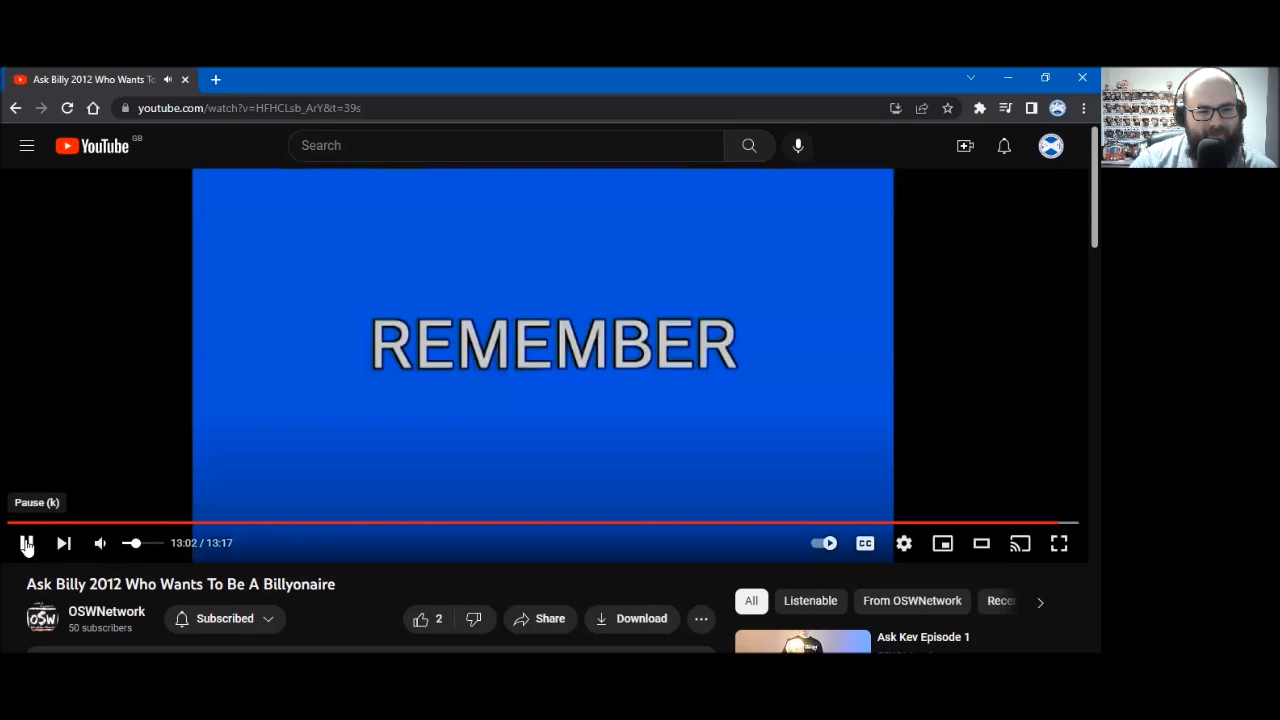 Ask Billy 2012 Who Wants To
youtube.com/watch?v=HFHCLsb_ArY&t=39s
YouTube GB
Search
REMEMBER
Pause (k)
13:02 / 13:17
CC
Ask Billy 2012 Who Wants To Be A Billyonaire
OSW
OSWNetwork
50 subscribers
Subscribed
2
Share
Download
All
Listenable
From OSWNetwork
Rece
Ask Kev Episode 1